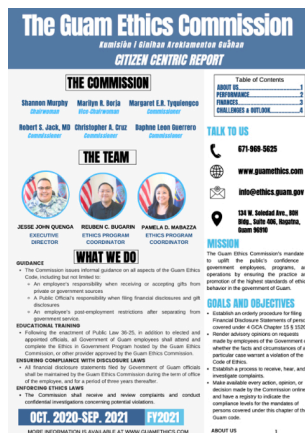 The Guam Ethics Commission
Kumisiòn i Ginihan Areklamenton Guåhan
CITIZEN CENTRIC REPORT
THE COMMISSION
Shannon Murphy
Chairwoman
Marilyn R. Borja
Vice-Chairwoman
Margaret E.N. Tyquiengco
Commissioner
Robert S. Jack, MD
Commissioner
Christopher A. Cruz
Commissioner
Daphne Leon Guerrero
Commissioner
THE TEAM
JESSE JOHN QUENGA
EXECUTIVE
DIRECTOR
REUBEN C. BUGARIN
ETHICS PROGRAM
COORDINATOR
PAMELA D. MABAZZA
ETHICS PROGRAM
COORDINATOR
WHAT WE DO
GUIDANCE
• The Commission issues informal guidance on all aspects of the Guam Ethics
Code, including but not limited to:
◦ An employee's responsibility when receiving or accepting gifts from
private or government sources
◦ A Public Official's responsibility when filing financial disclosures and gift
disclosures
◦ An employee's post-employment restrictions after separating from
government service.
EDUCATIONAL TRAINING
• Following the enactment of Public Law 36-25, in addition to elected and
appointed officials, all Government of Guam employees shall attend and
complete the Ethics in Government Program hosted by the Guam Ethics
Commission, or other provider approved by the Guam Ethics Commission.
ENSURING COMPLIANCE WITH DISCLOSURE LAWS
• All financial disclosure statements filed by Government of Guam officials
shall be maintained by the Guam Ethics Commission during the term of office
of the employee, and for a period of three years thereafter.
ENFORCING ETHICS LAWS
• The Commission shall receive and review complaints and conduct
confidential investigations concerning potential violations.
OCT. 2020-SEP. 2021
FY2021
MORE INFORMATION IS AVAILABLE AT WWW.GUAMETHICS.COM
Table of Contents
ABOUT US 1
PERFORMANCE 2
FINANCES 3
CHALLENGES & OUTLOOK 4
TALK TO US
671-969-5625
www.guamethics.com
info@ethics.guam.gov
134 W. Soledad Ave., BOH
Bldg., Suite 406, Hagatna,
Guam 96910
MISSION
The Guam Ethics Commission's mandate
to uplift the public's confidence
government employees, programs, a
operations by ensuring the practice a
promotion of the highest standards of ethi
behavior in the government of Guam.
GOALS AND OBJECTIVES
• Establish an orderly procedure for filing
Financial Disclosure Statements of perso
covered under 4 GCA Chapter 15 § 152
• Render advisory opinions on requests
made by employees of the Government
whether the facts and circumstances of a
particular case warrant a violation of the
Code of Ethics.
• Establish a process to receive, hear, and
investigate complaints.
• Make available every action, opinion, or
decision made by the Commission online
and have a registry to indicate the
compliance levels for the mandates of
persons covered under this chapter of the
Guam code.
ABOUT US
1